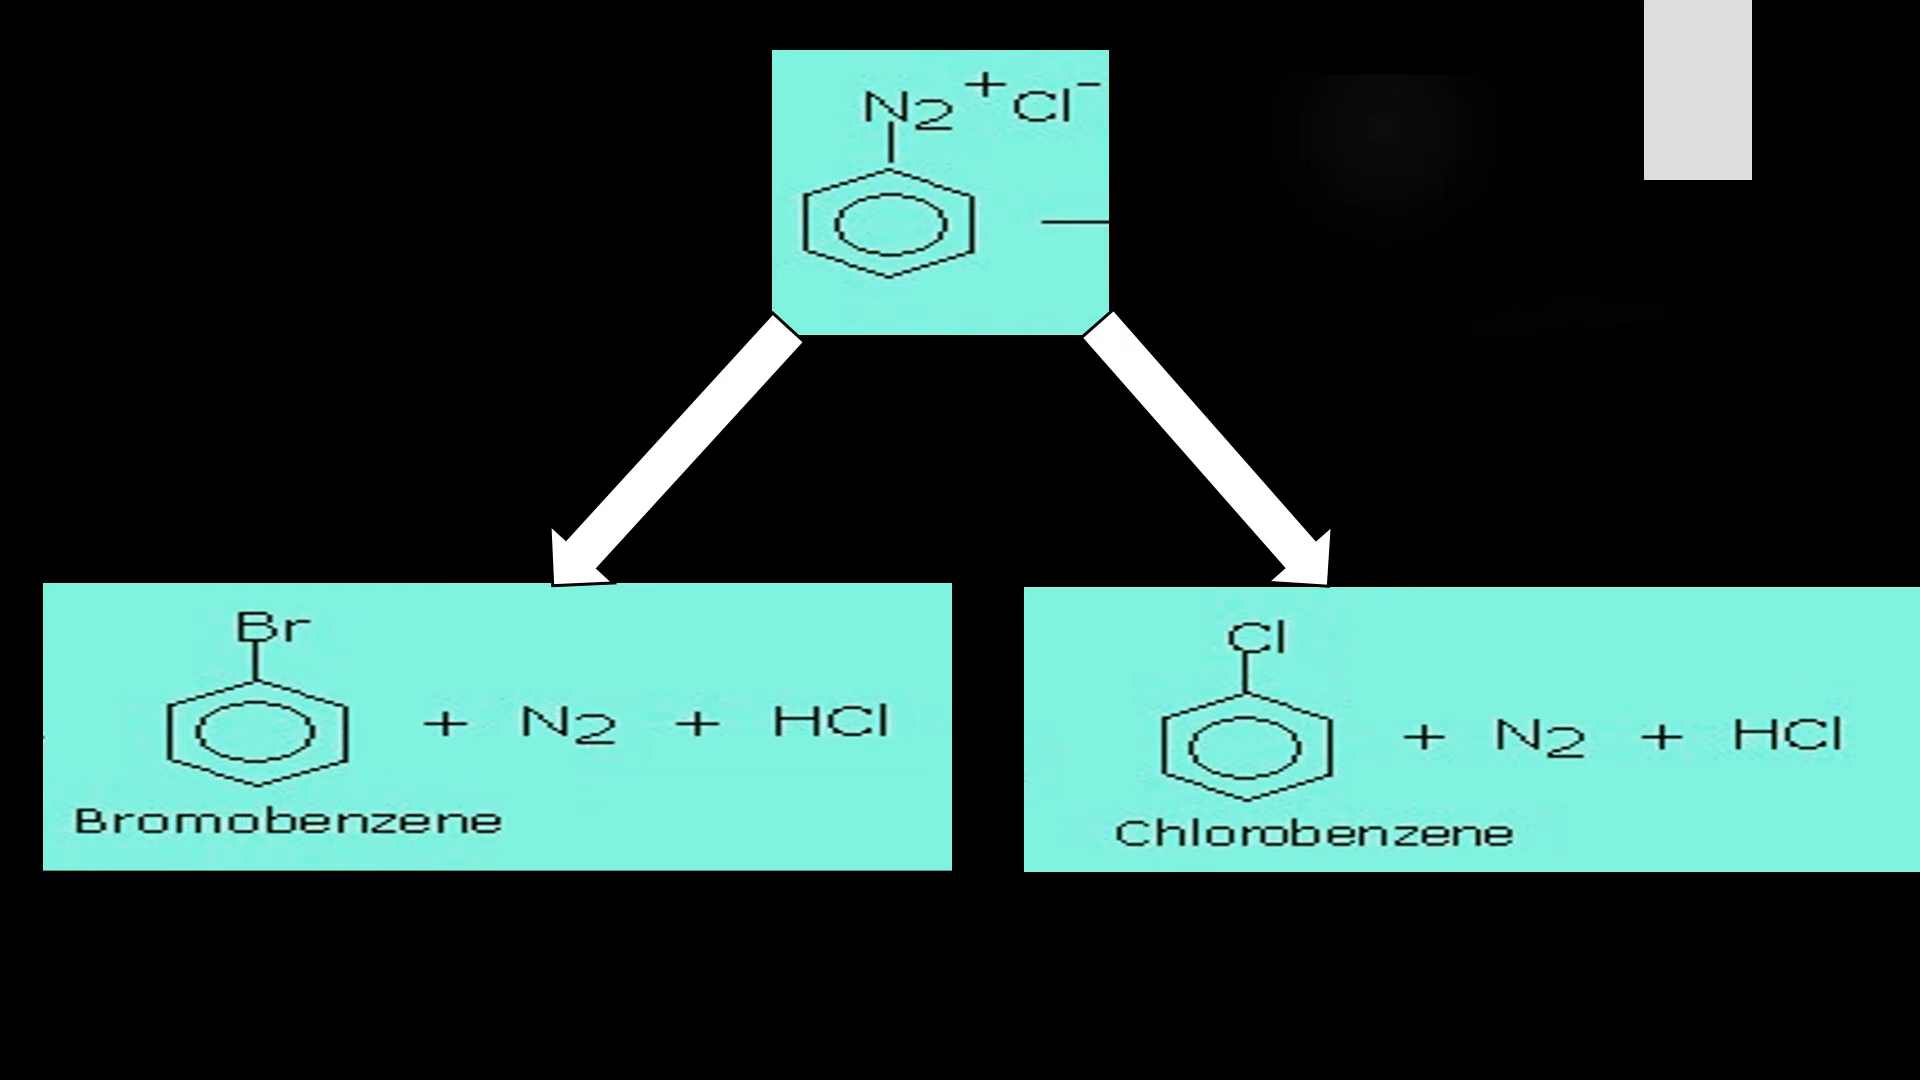 N2 + Cl -
Br
+ N2 + HCl
Bromobenzene
Cl
+ N2 + HCl
Chlorobenzene